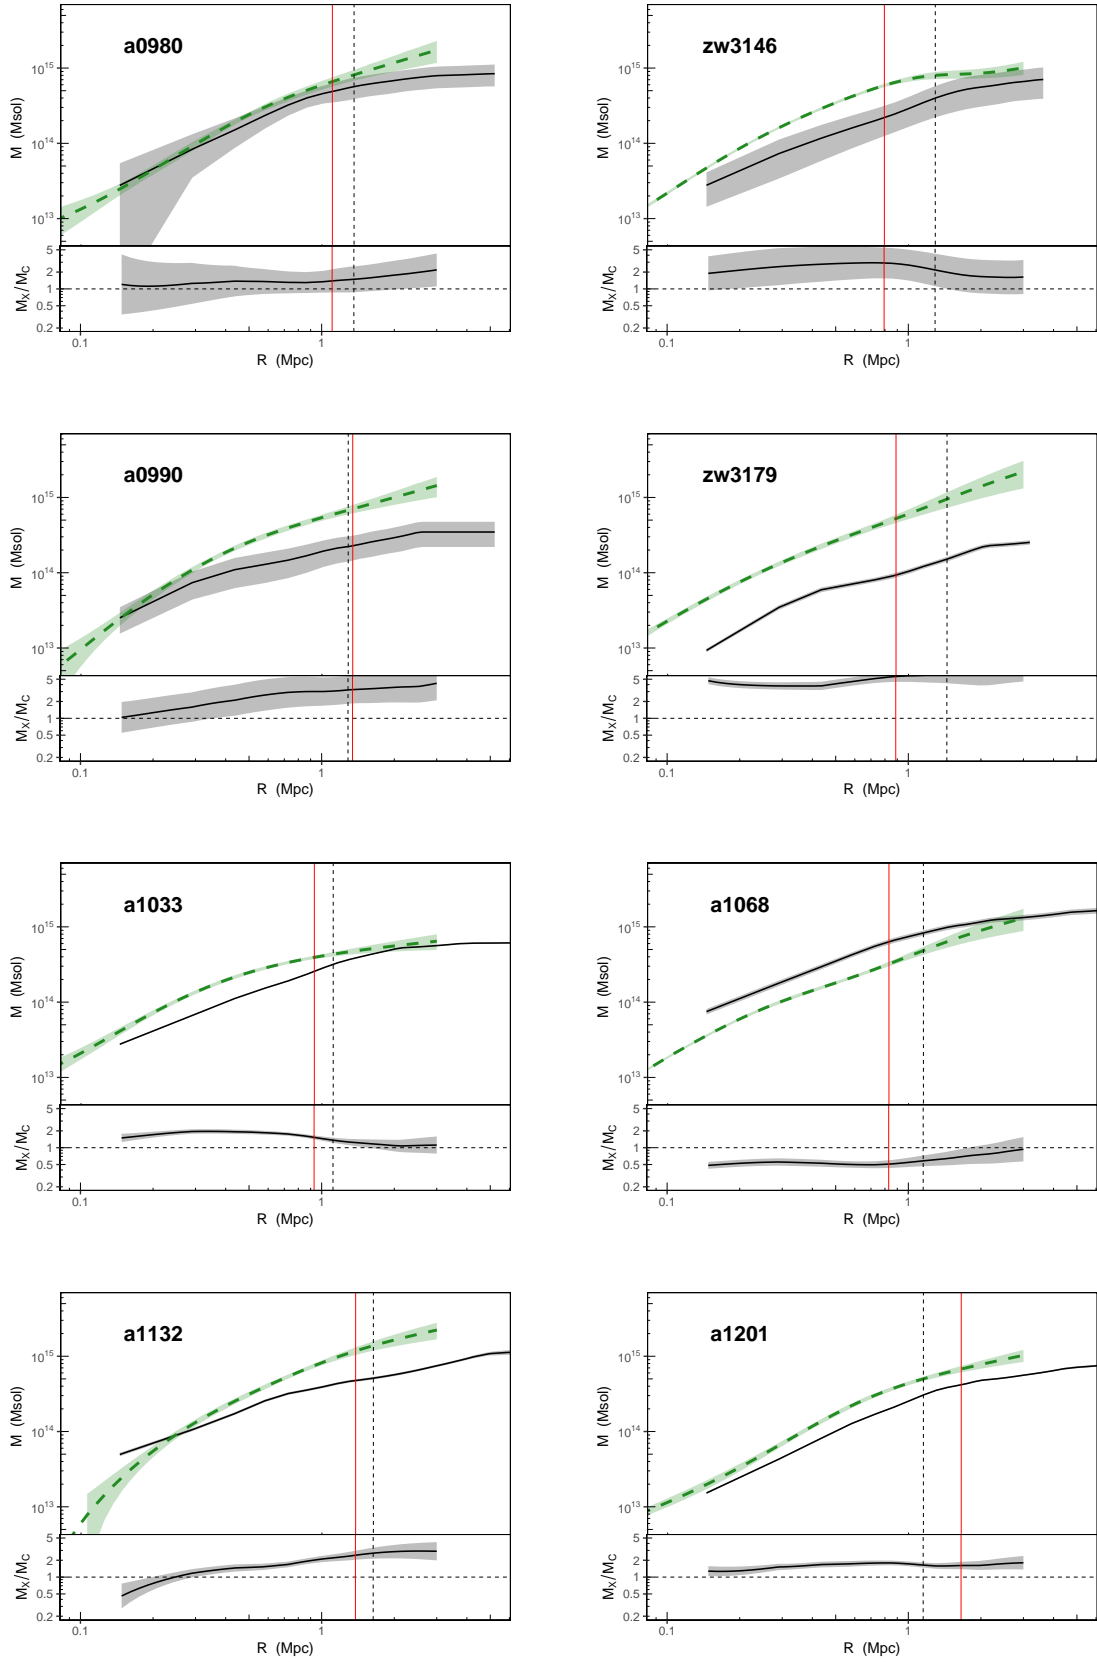 a0980
10^15
10^14
10^13
M (Msol)
5
2
1
0.5
0.2
M_X/M_C
0.1
1
R (Mpc)
zw3146
10^15
10^14
10^13
M (Msol)
5
2
1
0.5
0.2
M_X/M_C
0.1
1
R (Mpc)
a0990
10^15
10^14
10^13
M (Msol)
5
2
1
0.5
0.2
M_X/M_C
0.1
1
R (Mpc)
zw3179
10^15
10^14
10^13
M (Msol)
5
2
1
0.5
0.2
M_X/M_C
0.1
1
R (Mpc)
a1033
10^15
10^14
10^13
M (Msol)
5
2
1
0.5
0.2
M_X/M_C
0.1
1
R (Mpc)
a1068
10^15
10^14
10^13
M (Msol)
5
2
1
0.5
0.2
M_X/M_C
0.1
1
R (Mpc)
a1132
10^15
10^14
10^13
M (Msol)
5
2
1
0.5
0.2
M_X/M_C
0.1
1
R (Mpc)
a1201
10^15
10^14
10^13
M (Msol)
5
2
1
0.5
0.2
M_X/M_C
0.1
1
R (Mpc)